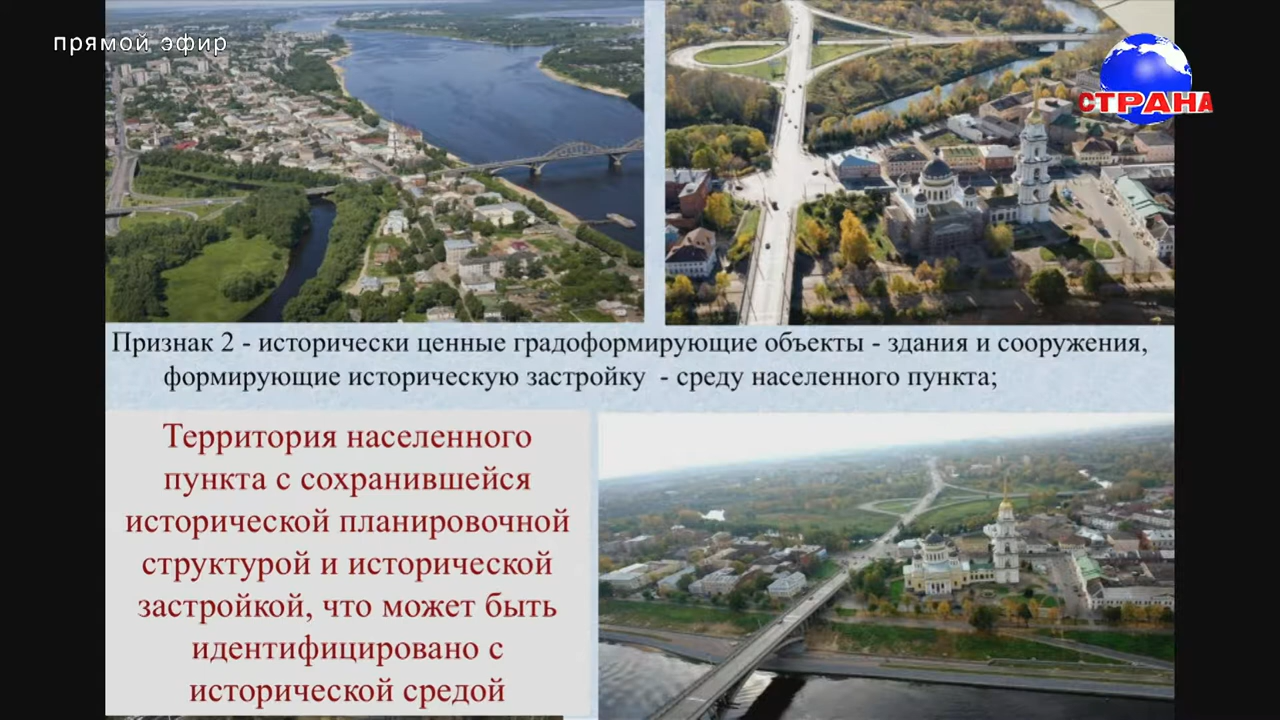 прямой эфир
СТРАНА
Признак 2 - исторически ценные градоформирующие объекты - здания и сооружения,
формирующие историческую застройку - среду населенного пункта;
Территория населенного
пункта с сохранившейся
исторической планировочной
структурой и исторической
застройкой, что может быть
идентифицировано с
исторической средой